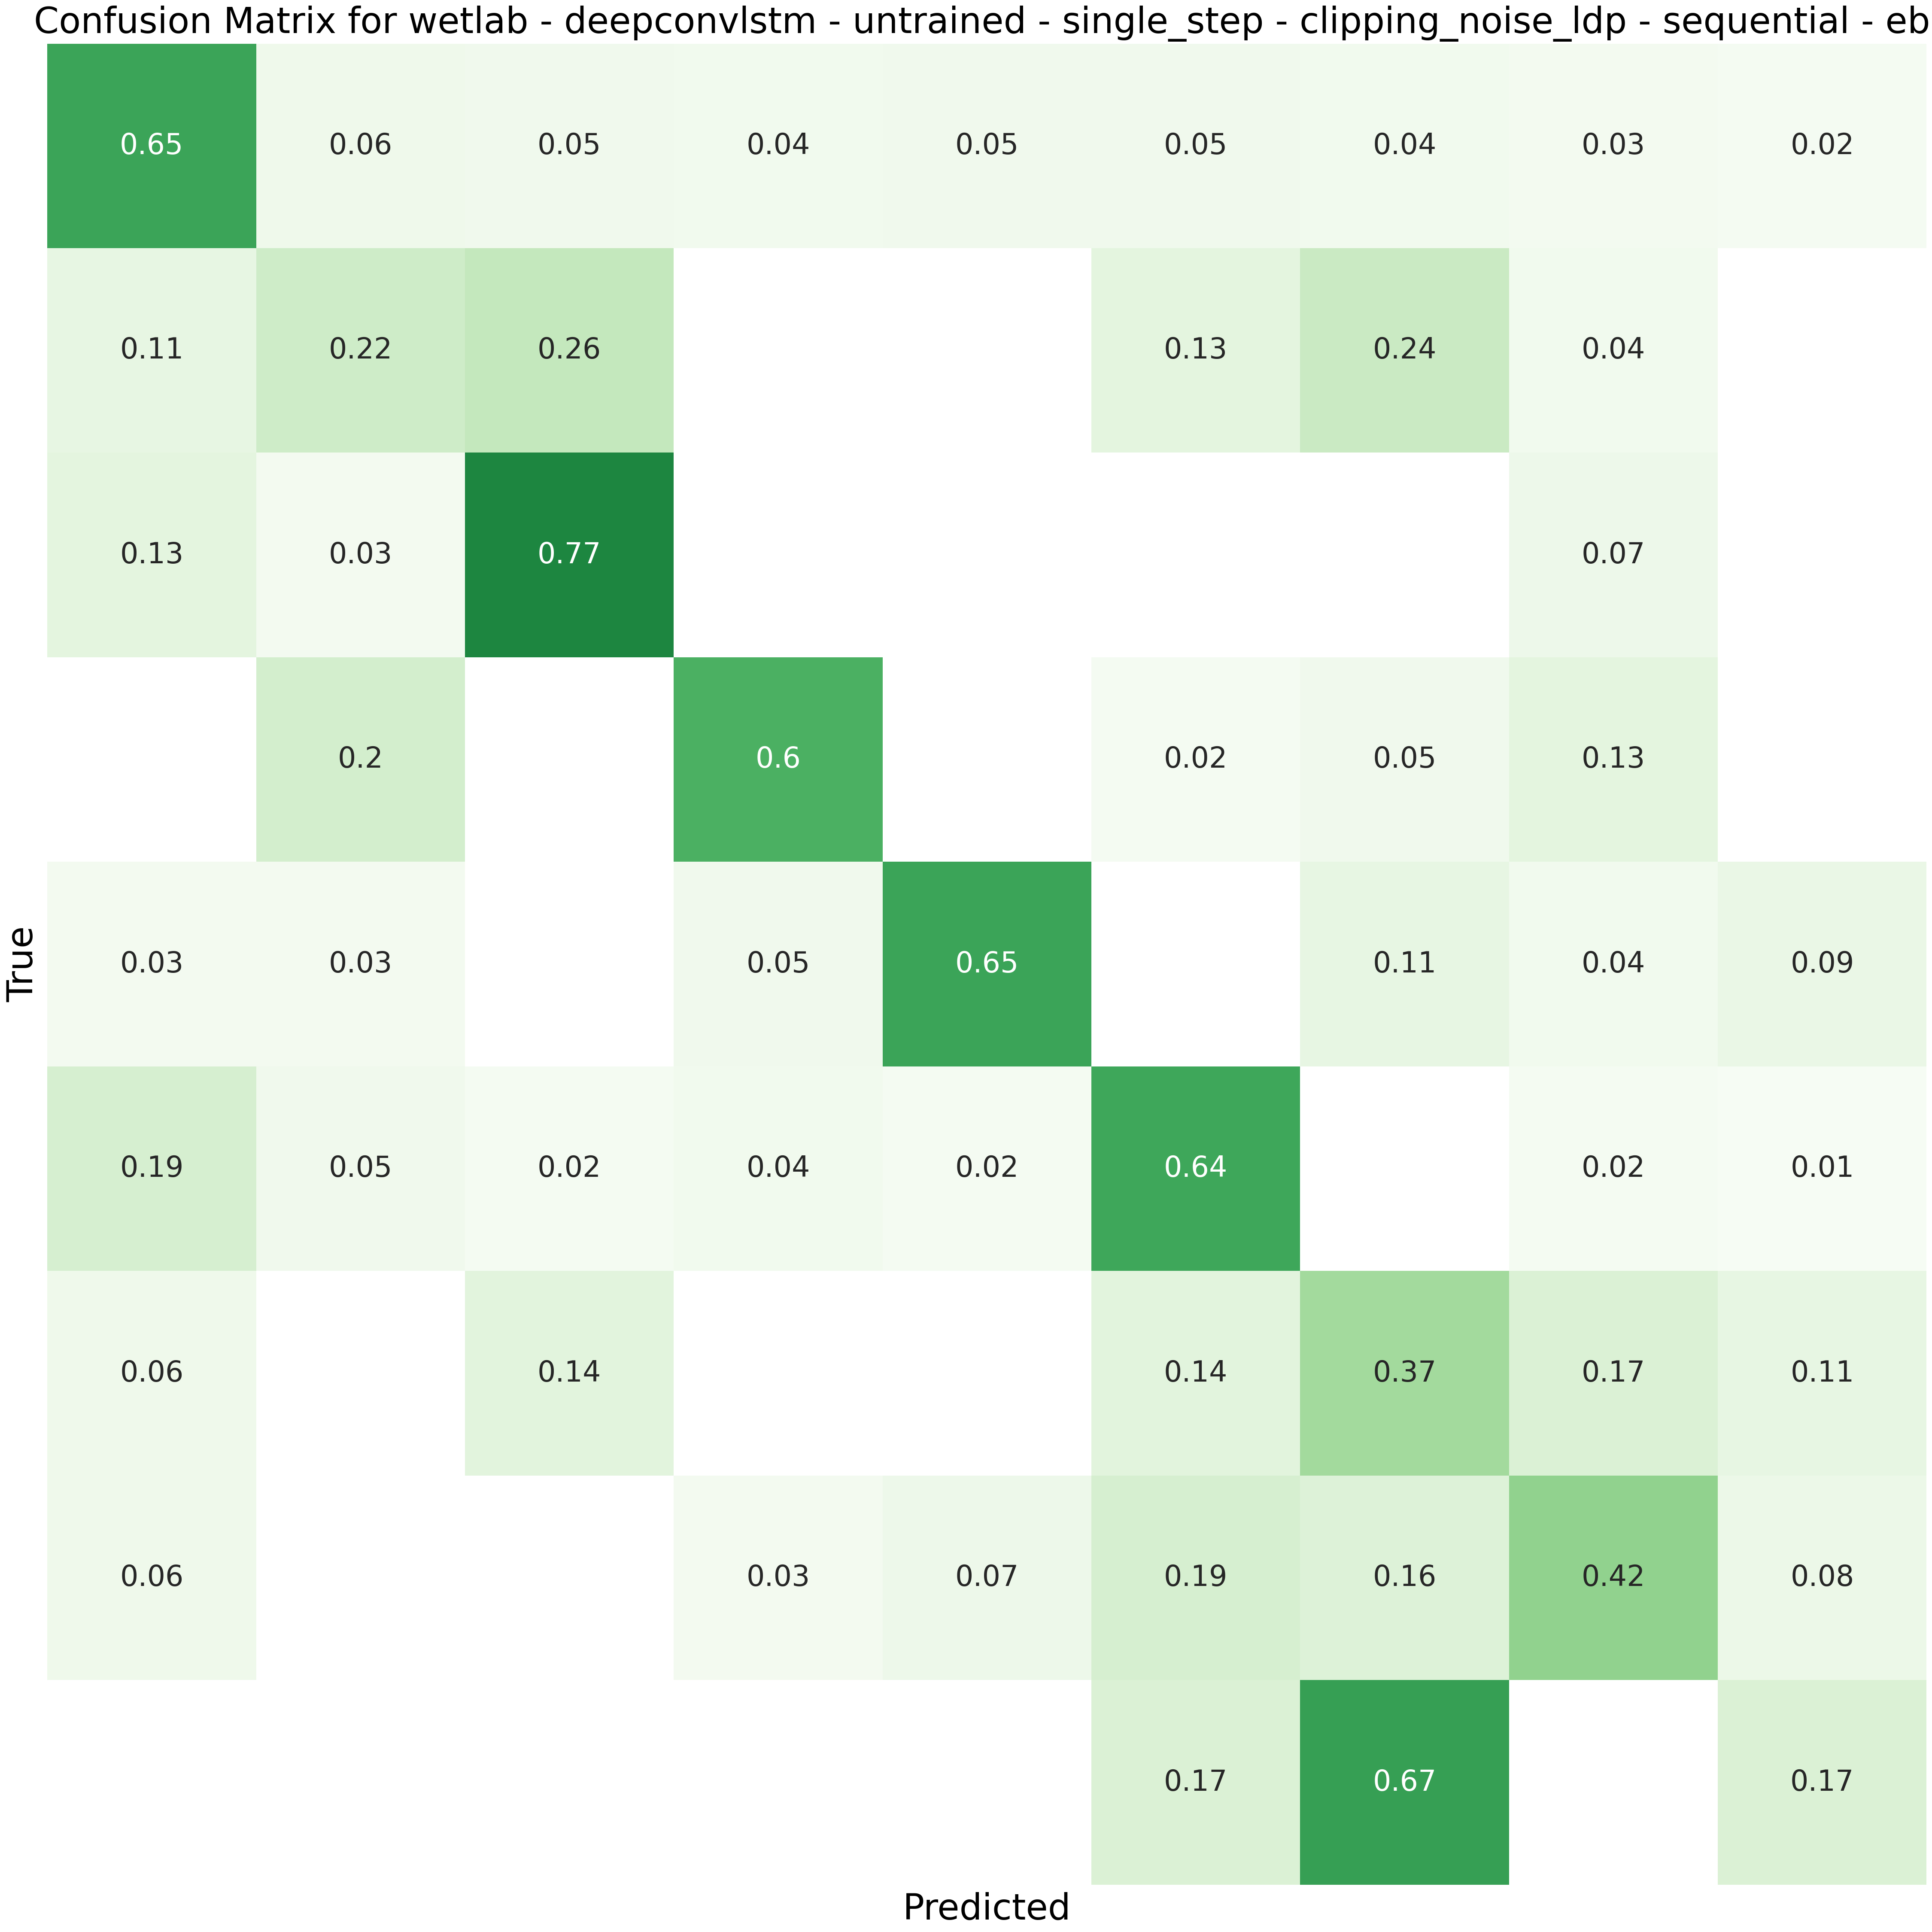 Confusion Matrix for wetlab - deepconvlstm - untrained - single_step - clipping_noise_ldp - sequential - eb
0.65 0.06 0.05 0.04 0.05 0.05 0.04 0.03 0.02
0.11 0.22 0.26 0.13 0.24 0.04
0.13 0.03 0.77 0.07
0.2 0.6 0.02 0.05 0.13
0.03 0.03 0.05 0.65 0.11 0.04 0.09
0.19 0.05 0.02 0.04 0.02 0.64 0.02 0.01
0.06 0.14 0.14 0.37 0.17 0.11
0.06 0.03 0.07 0.19 0.16 0.42 0.08
0.17 0.67 0.17
True
Predicted